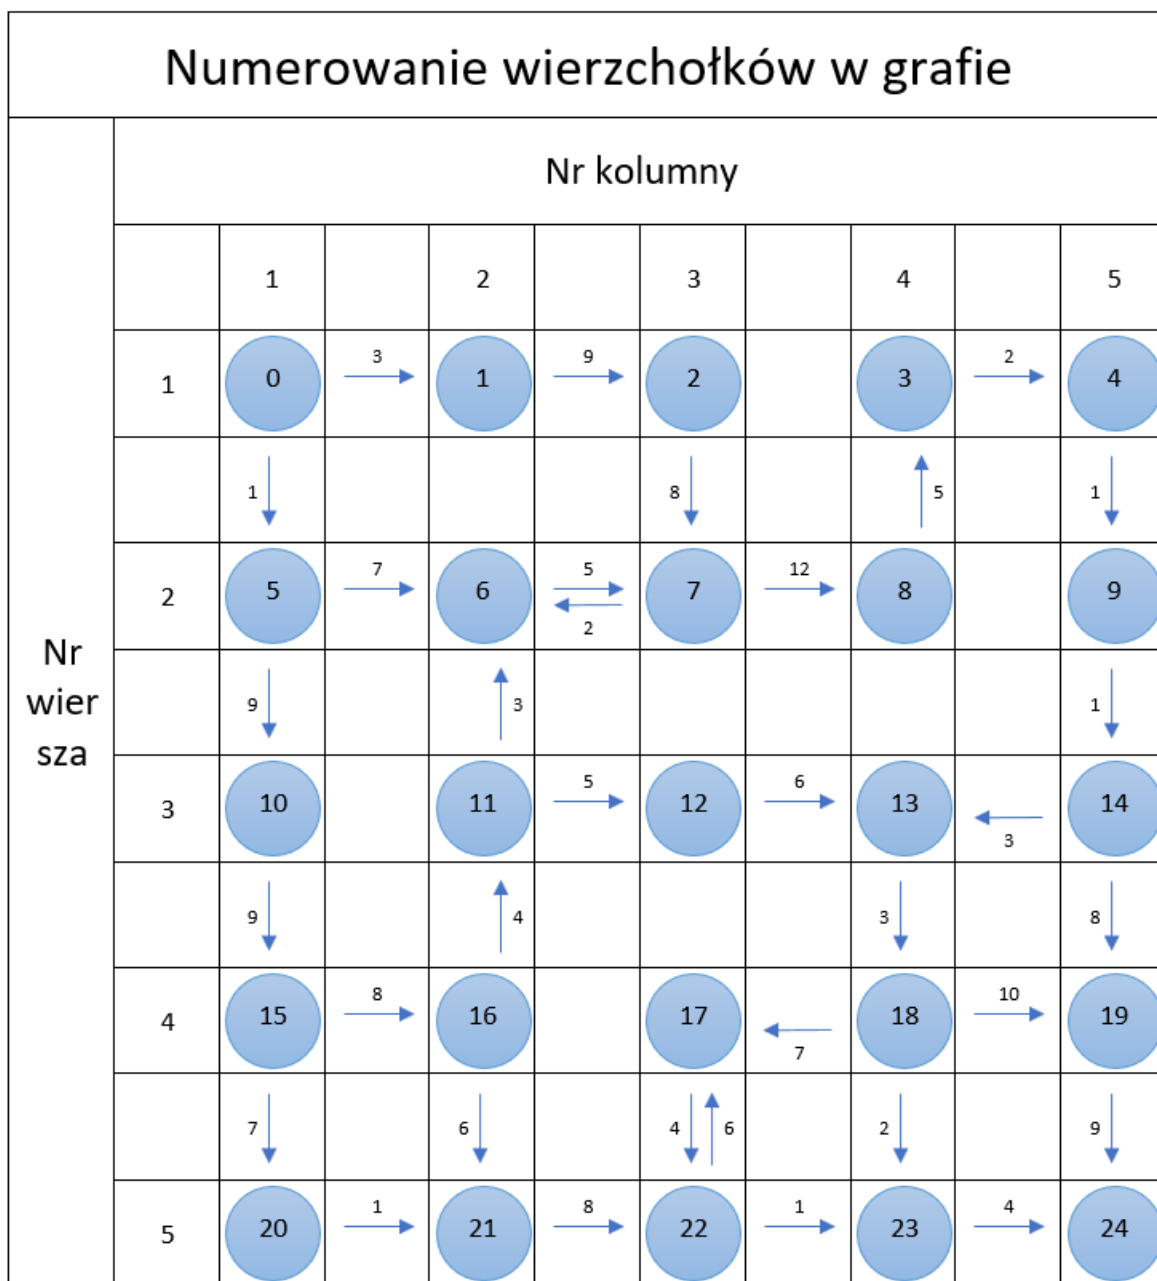 Numerowanie wierzchołków w grafie
Nr kolumny
1 2 3 4 5
3 9 2
1 0 1 2 3 4
1 8 5 1
7 5 12
2 5 6 7 8 9
2
Nr
wier
sza
9 3 1
5 6
3 10 11 12 13 14
3
9 4 3 8
8 10
4 15 16 17 18 19
7
7 6 4 6 2 9
1 8 1 4
5 20 21 22 23 24